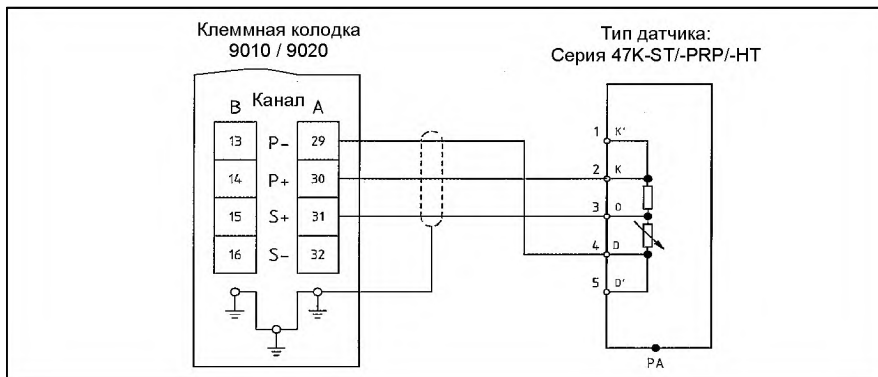 Клеммная колодка
9010 / 9020
Тип датчика:
Серия 47K-ST/-PRP/-HT
Канал
B A
13 P- 29
14 P+ 30
15 S+ 31
16 S- 32
1 K'
2 K
3 O
4 D
5 D'
PA